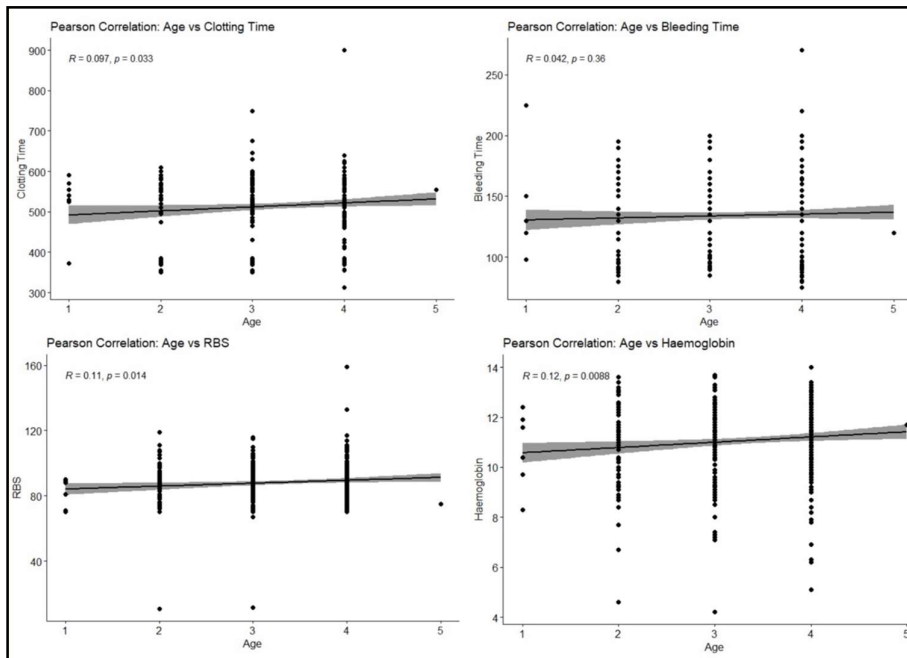 Pearson Correlation: Age vs Clotting Time
R = 0.097, p = 0.033
900
800
700
600
500
400
300
Clotting Time
1 2 3 4 5
Age
Pearson Correlation: Age vs Bleeding Time
R = 0.042, p = 0.36
250
200
150
100
Bleeding Time
1 2 3 4 5
Age
Pearson Correlation: Age vs RBS
R = 0.11, p = 0.014
160
120
80
40
RBS
1 2 3 4 5
Age
Pearson Correlation: Age vs Haemoglobin
R = 0.12, p = 0.0088
14
12
10
8
6
4
Haemoglobin
1 2 3 4 5
Age